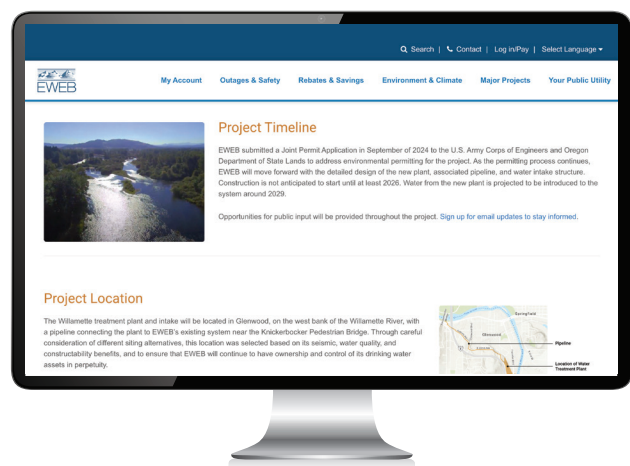 Search | Contact | Log in/Pay | Select Language
EWEB
My Account Outages & Safety Rebates & Savings Environment & Climate Major Projects Your Public Utility
Project Timeline
EWEB submitted a Joint Permit Application in September of 2024 to the U.S. Army Corps of Engineers and Oregon
Department of State Lands to address environmental permitting for the project. As the permitting process continues,
EWEB will move forward with the detailed design of the new plant, associated pipeline, and water intake structure.
Construction is not anticipated to start until at least 2026. Water from the new plant is projected to be introduced to the
system around 2029.
Opportunities for public input will be provided throughout the project. Sign up for email updates to stay informed.
Project Location
The Willamette treatment plant and intake will be located in Glenwood, on the west bank of the Willamette River, with
a pipeline connecting the plant to EWEB's existing system near the Knickerbocker Pedestrian Bridge. Through careful
consideration of different siting alternatives, this location was selected based on its seismic, water quality, and
constructability benefits, and to ensure that EWEB will continue to have ownership and control of its drinking water
assets in perpetuity.
Springfield
Glenwood
Pipeline
Location of Water
Treatment Plant